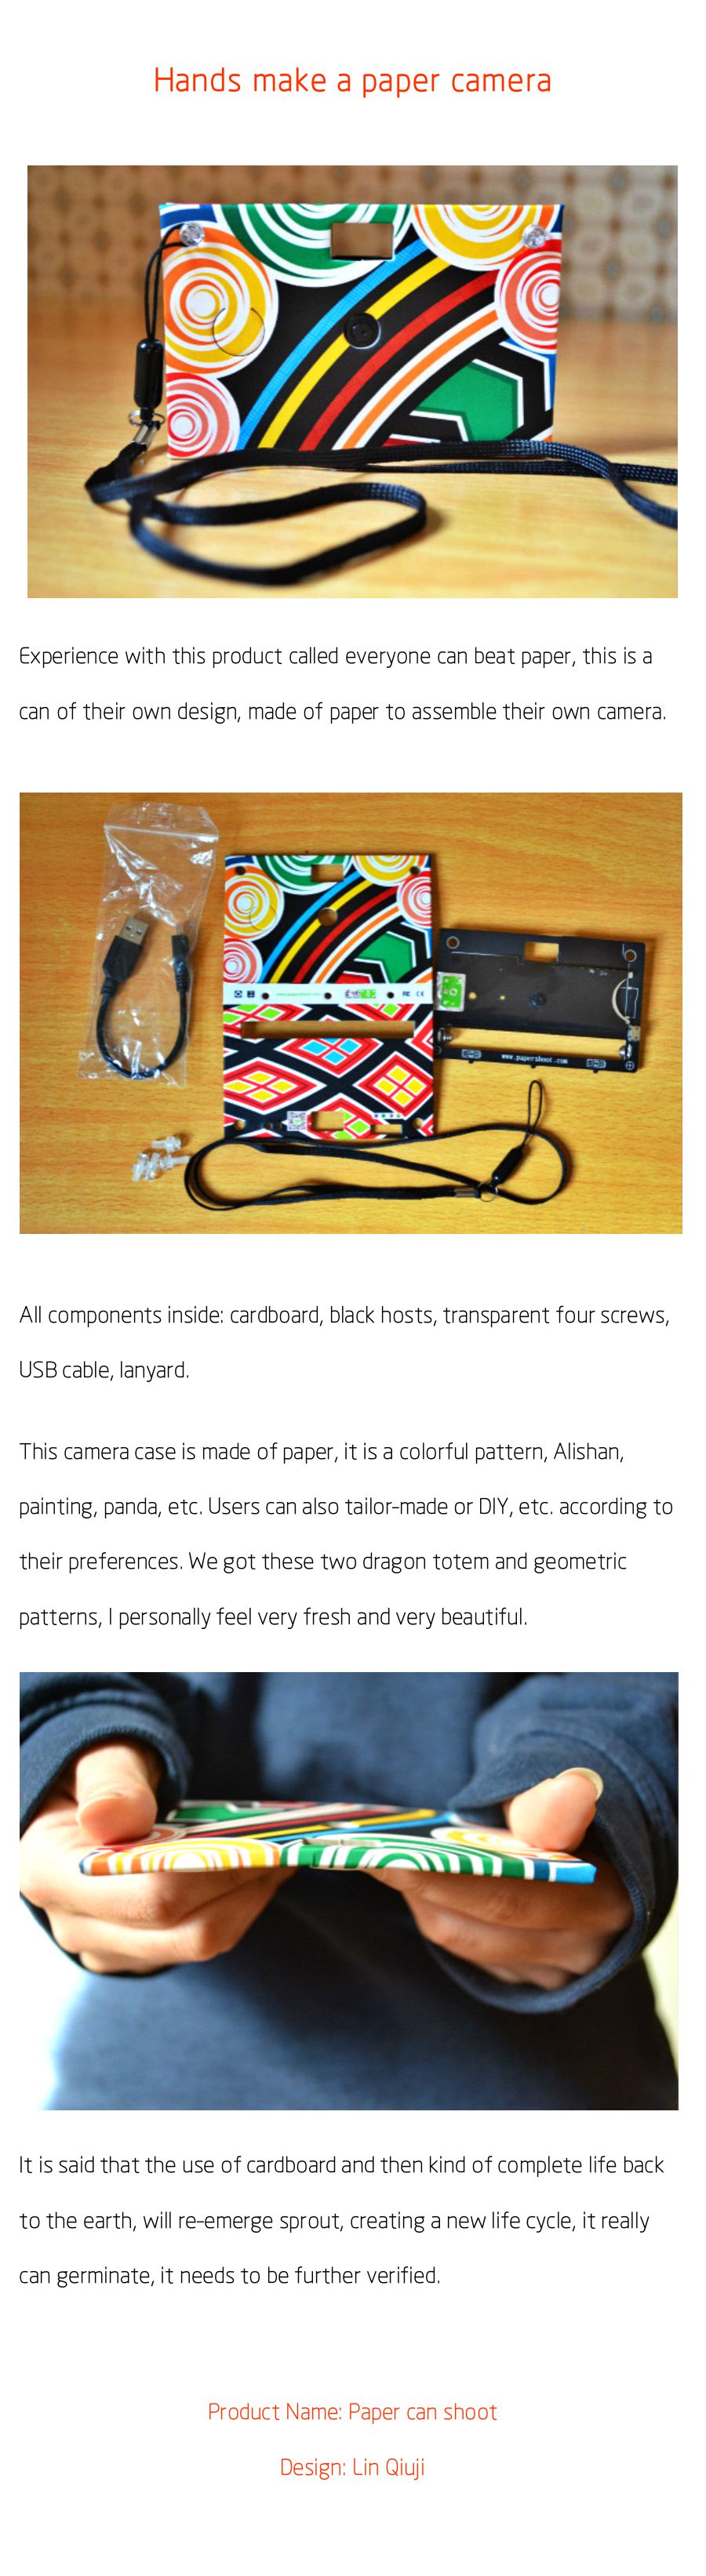 Hands make a paper camera
Experience with this product called everyone can beat paper, this is a
can of their own design, made of paper to assemble their own camera.
www.papershoot.com
All components inside: cardboard, black hosts, transparent four screws,
USB cable, lanyard.
This camera case is made of paper, it is a colorful pattern, Alishan,
painting, panda, etc. Users can also tailor-made or DIY, etc. according to
their preferences. We got these two dragon totem and geometric
patterns, I personally feel very fresh and very beautiful.
It is said that the use of cardboard and then kind of complete life back
to the earth, will re-emerge sprout, creating a new life cycle, it really
can germinate, it needs to be further verified.
Product Name: Paper can shoot
Design: Lin Qiuji